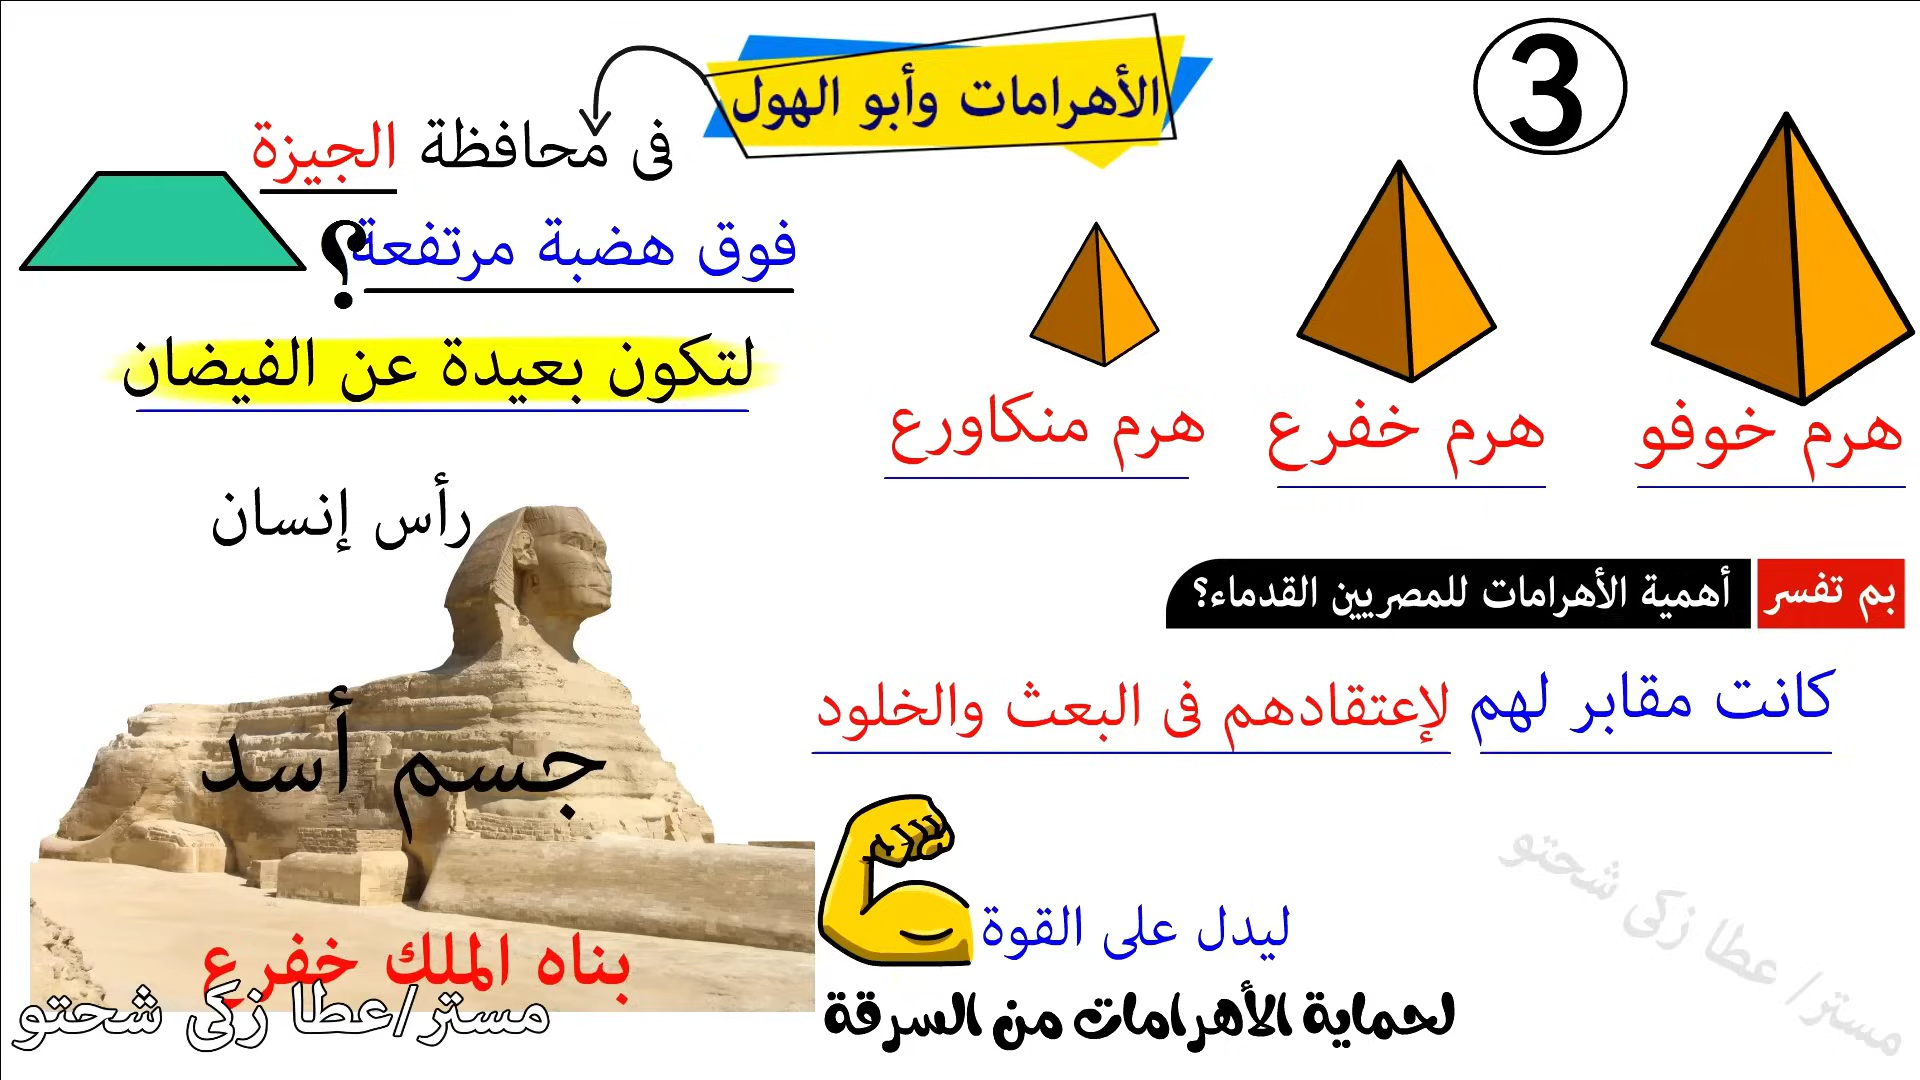 3
الأهرامات وأبو الهول
فى محافظة الجيزة
فوق هضبة مرتفعة
؟
لتكون بعيدة عن الفيضان
هرم خوفو
هرم خفرع
هرم منكاورع
بم تفسر أهمية الأهرامات للمصريين القدماء؟
كانت مقابر لهم لإعتقادهم فى البعث والخلود
رأس إنسان
جسم أسد
بناه الملك خفرع
ليدل على القوة
لحماية الأهرامات من السرقة
مستر/عطا زكى شحتو
مستر/ عطا زكى شحتو